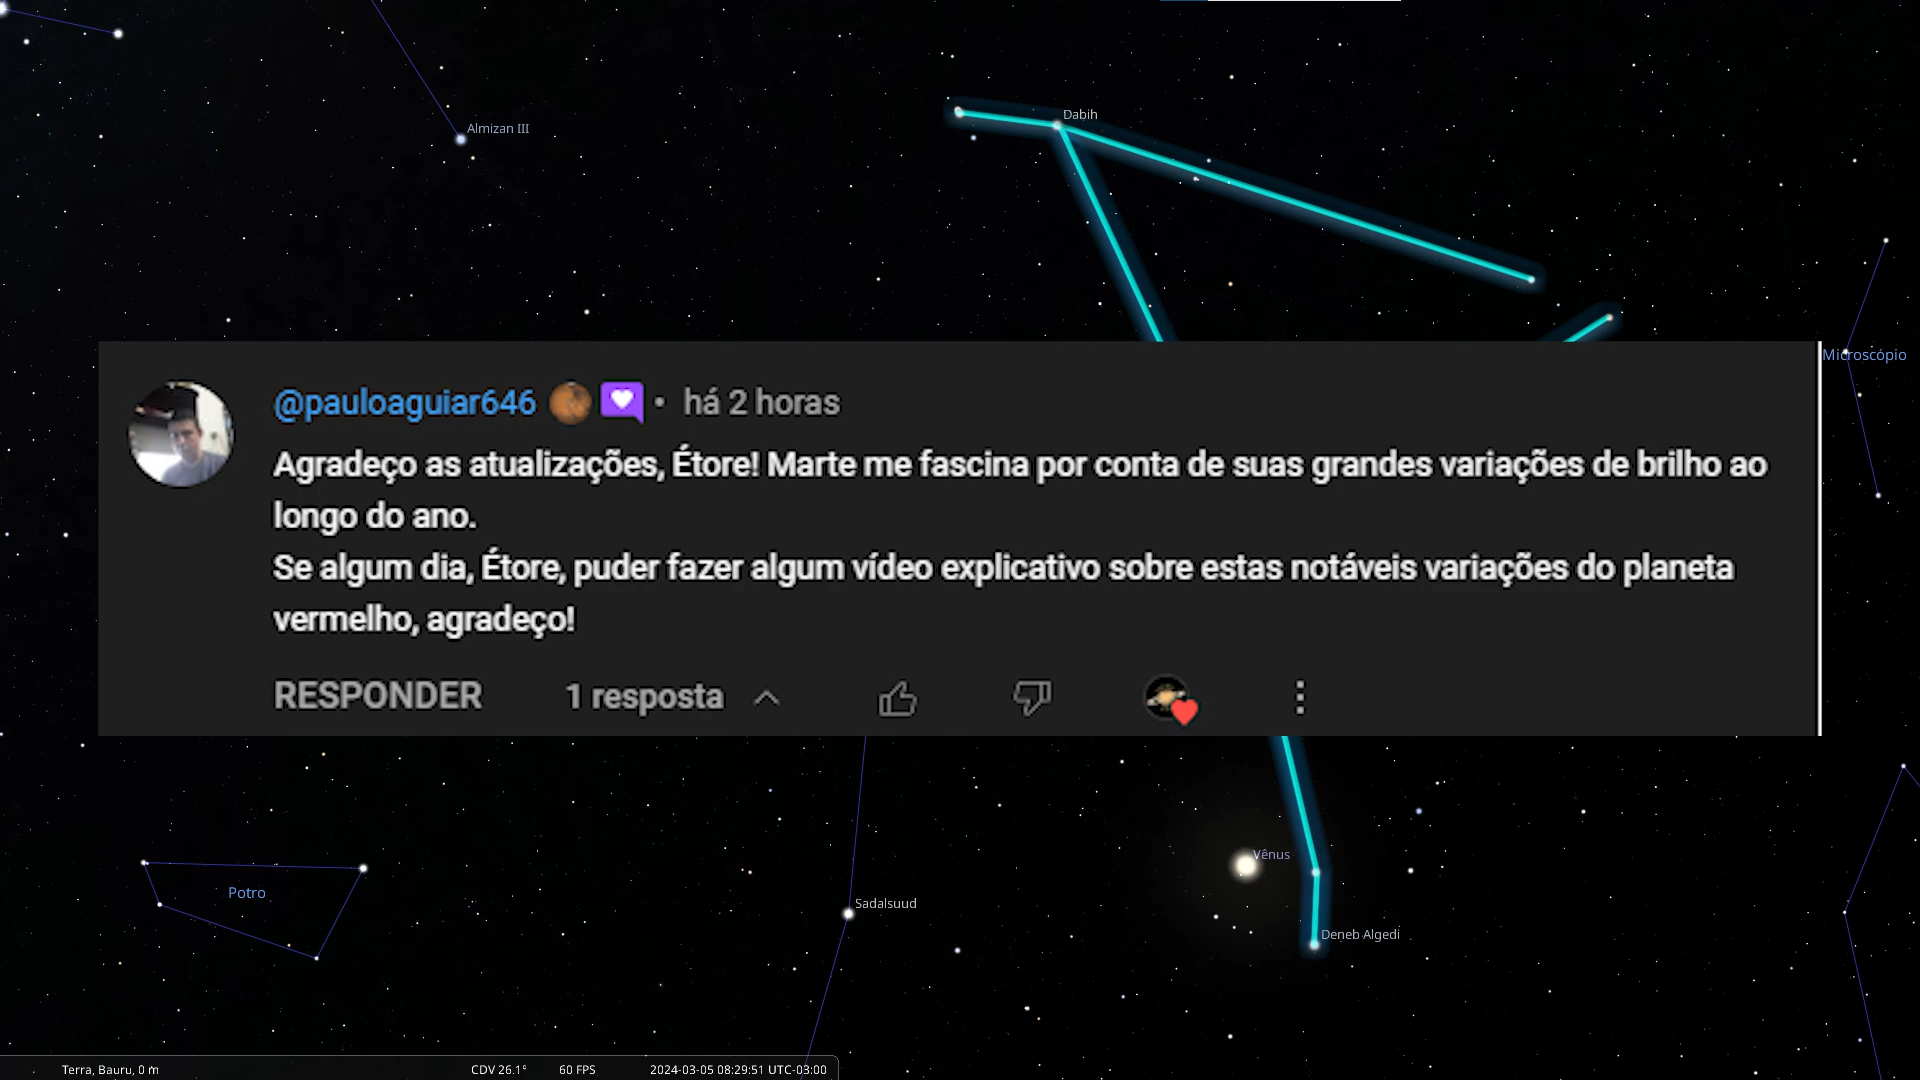 Dabih
Almizan III
Microscópio
@pauloaguiar646 • há 2 horas
Agradeço as atualizações, Étore! Marte me fascina por conta de suas grandes variações de brilho ao
longo do ano.
Se algum dia, Étore, puder fazer algum vídeo explicativo sobre estas notáveis variações do planeta
vermelho, agradeço!
RESPONDER 1 resposta
Vênus
Potro
Sadalsuud
Deneb Algedi
Terra, Bauru, 0 m CDV 26.1° 60 FPS 2024-03-05 08:29:51 UTC-03:00